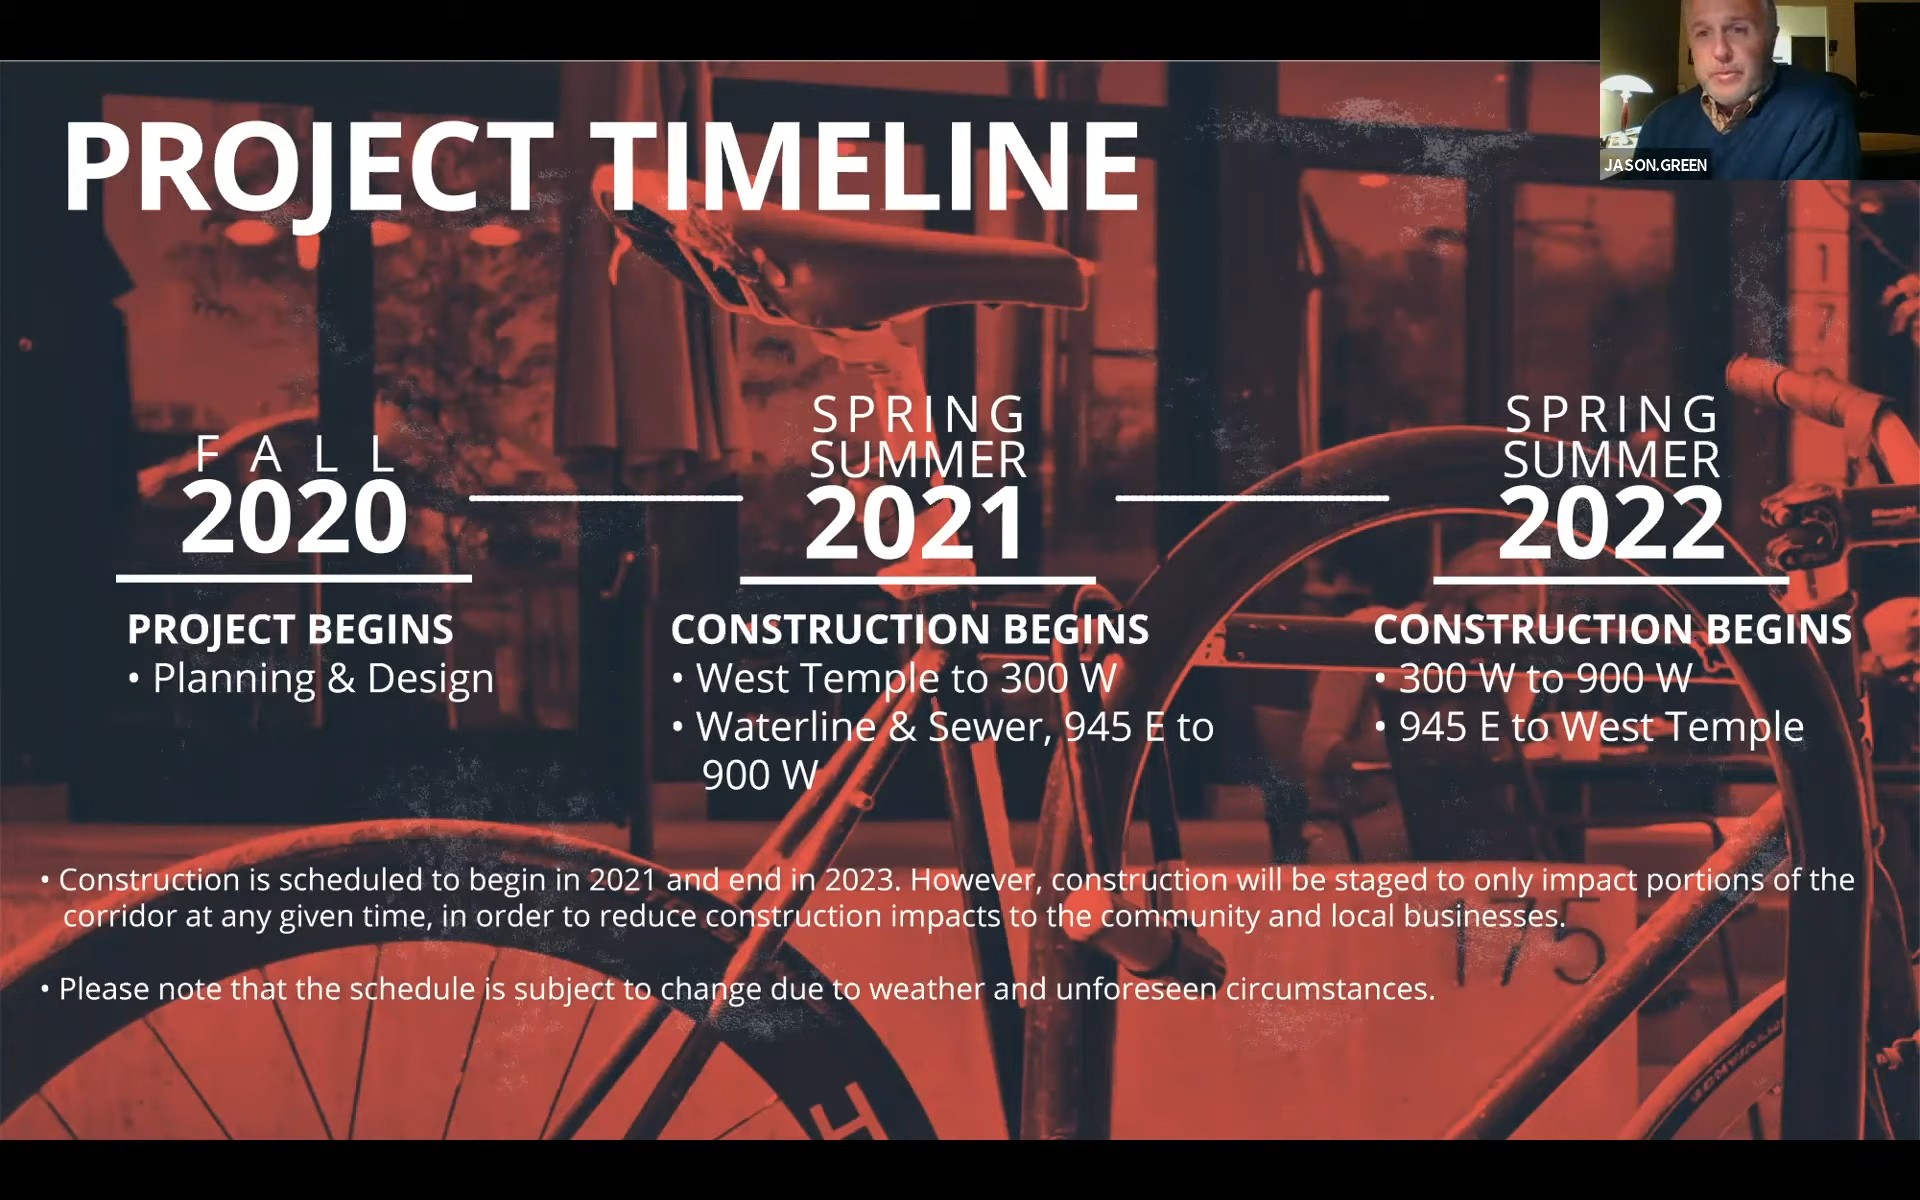 JASON.GREEN
PROJECT TIMELINE
FALL
2020
PROJECT BEGINS
• Planning & Design
SPRING
SUMMER
2021
CONSTRUCTION BEGINS
• West Temple to 300 W
• Waterline & Sewer, 945 E to
900 W
SPRING
SUMMER
2022
CONSTRUCTION BEGINS
• 300 W to 900 W
• 945 E to West Temple
• Construction is scheduled to begin in 2021 and end in 2023. However, construction will be staged to only impact portions of the
corridor at any given time, in order to reduce construction impacts to the community and local businesses.
• Please note that the schedule is subject to change due to weather and unforeseen circumstances.
175
1
7